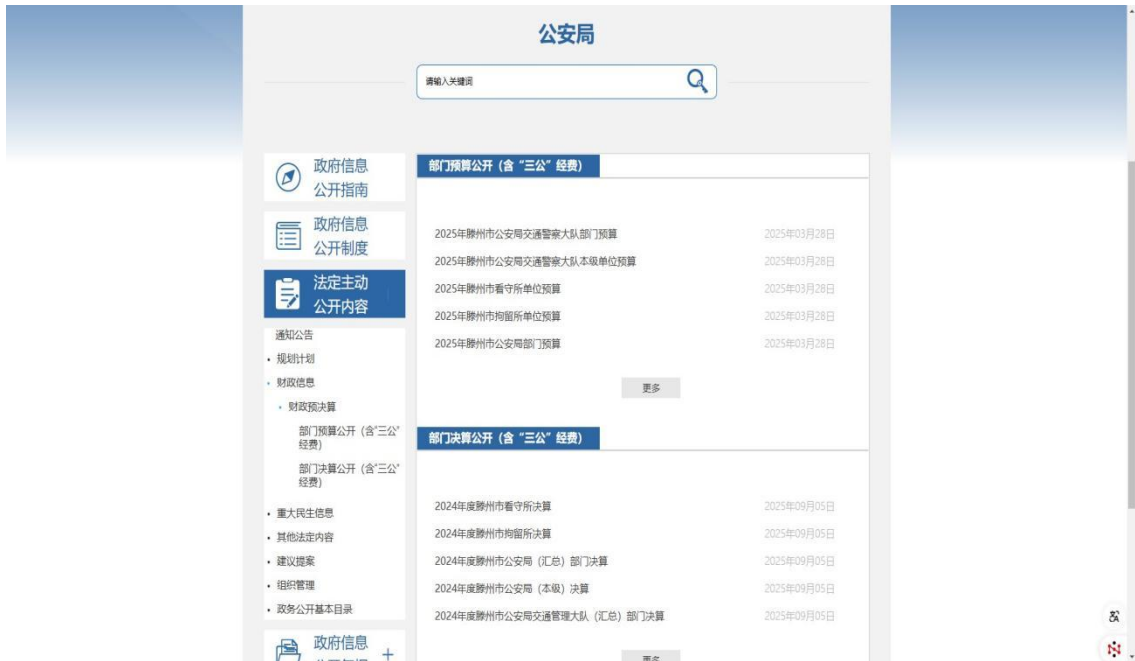 公安局
请输入关键词
政府信息
公开指南
政府信息
公开制度
法定主动
公开内容
通知公告
• 规划计划
• 财政信息
• 财政预决算
部门预算公开（含“三公”
经费）
部门决算公开（含“三公”
经费）
• 重大民生信息
• 其他法定内容
• 建议提案
• 组织管理
• 政务公开基本目录
政府信息
+
部门预算公开（含“三公”经费）
2025年滕州市公安局交通警察大队部门预算 2025年03月28日
2025年滕州市公安局交通警察大队本级单位预算 2025年03月28日
2025年滕州市看守所单位预算 2025年03月28日
2025年滕州市拘留所单位预算 2025年03月28日
2025年滕州市公安局部门预算 2025年03月28日
更多
部门决算公开（含“三公”经费）
2024年度滕州市看守所决算 2025年09月05日
2024年度滕州市拘留所决算 2025年09月05日
2024年度滕州市公安局（汇总）部门决算 2025年09月05日
2024年度滕州市公安局（本级）决算 2025年09月05日
2024年度滕州市公安局交通管理大队（汇总）部门决算 2025年09月05日
更多